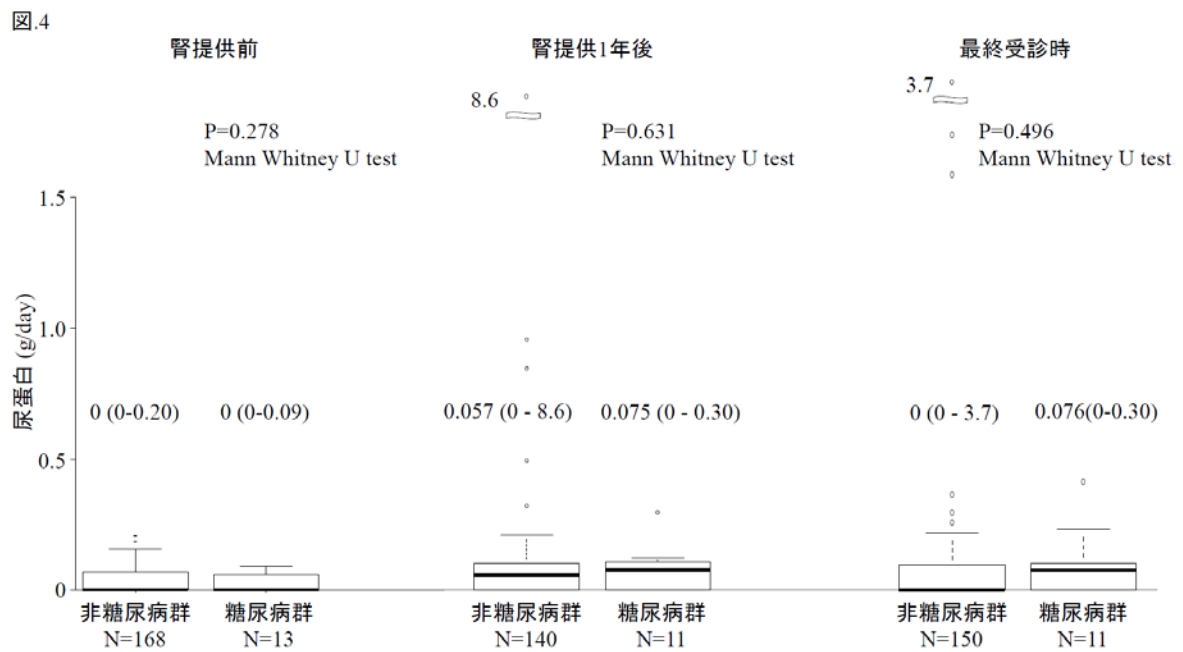 図.4
腎提供前
腎提供1年後
最終受診時
8.6
3.7
P=0.278
Mann Whitney U test
P=0.631
Mann Whitney U test
P=0.496
Mann Whitney U test
尿蛋白 (g/day)
1.5
1.0
0.5
0
0 (0-0.20)
0 (0-0.09)
0.057 (0 - 8.6)
0.075 (0 - 0.30)
0 (0 - 3.7)
0.076(0-0.30)
非糖尿病群
N=168
糖尿病群
N=13
非糖尿病群
N=140
糖尿病群
N=11
非糖尿病群
N=150
糖尿病群
N=11